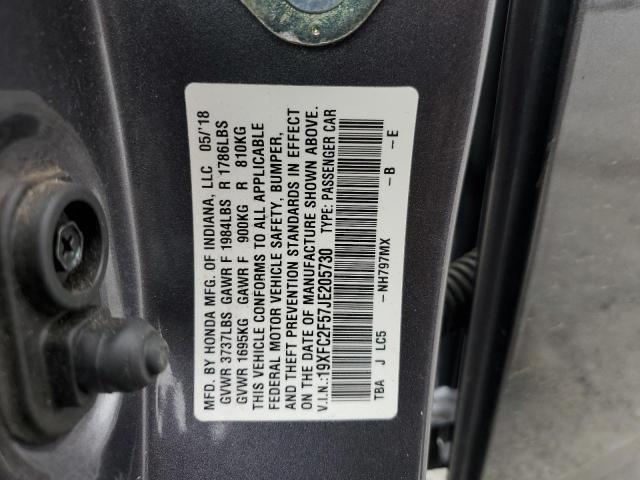 MFD. BY HONDA MFG. OF INDIANA, LLC 05/'18
GVWR 3737LBS GAWR F 1984LBS R 1786LBS
GVWR 1695KG GAWR F 900KG R 810KG
THIS VEHICLE CONFORMS TO ALL APPLICABLE
FEDERAL MOTOR VEHICLE SAFETY, BUMPER,
AND THEFT PREVENTION STANDARDS IN EFFECT
ON THE DATE OF MANUFACTURE SHOWN ABOVE.
V.I.N.:19XFC2F57JE205730 TYPE: PASSENGER CAR
TBA J LC5 -NH797MX -B -E